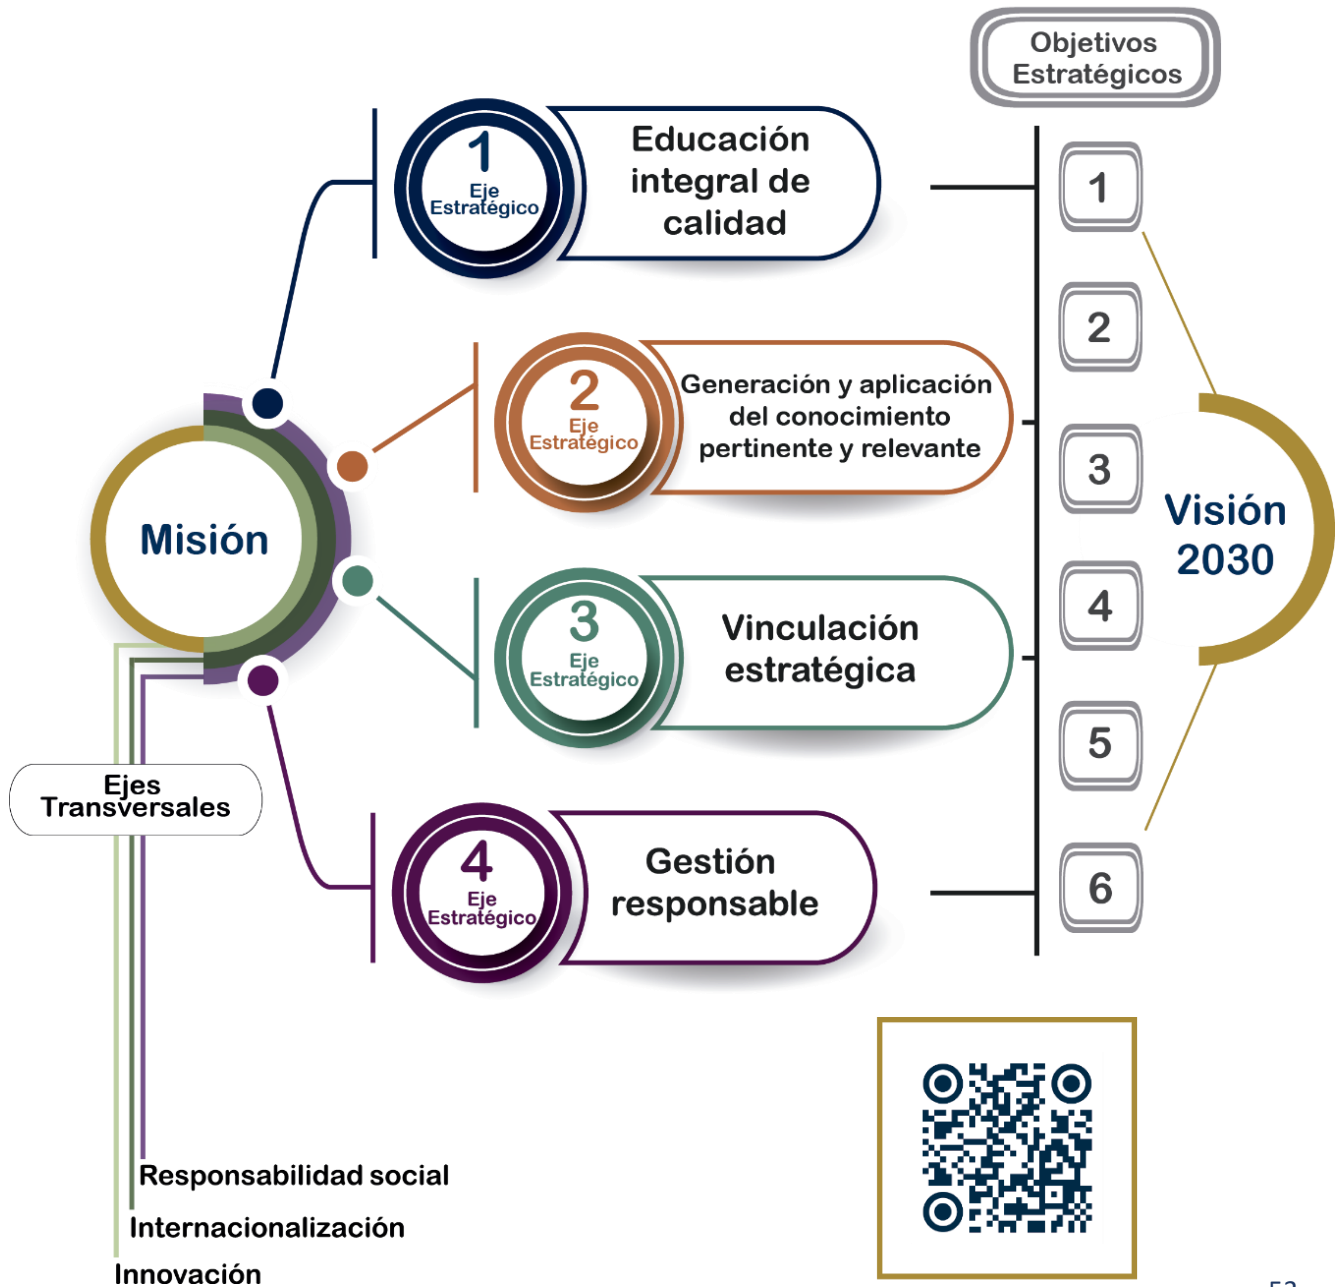 Objetivos
Estratégicos
1
Eje
Estratégico
Educación
integral de
calidad
2
Eje
Estratégico
Generación y aplicación
del conocimiento
pertinente y relevante
Misión
3
Eje
Estratégico
Vinculación
estratégica
4
Eje
Estratégico
Gestión
responsable
1
2
3
4
5
6
Visión
2030
Ejes
Transversales
Responsabilidad social
Internacionalización
Innovación